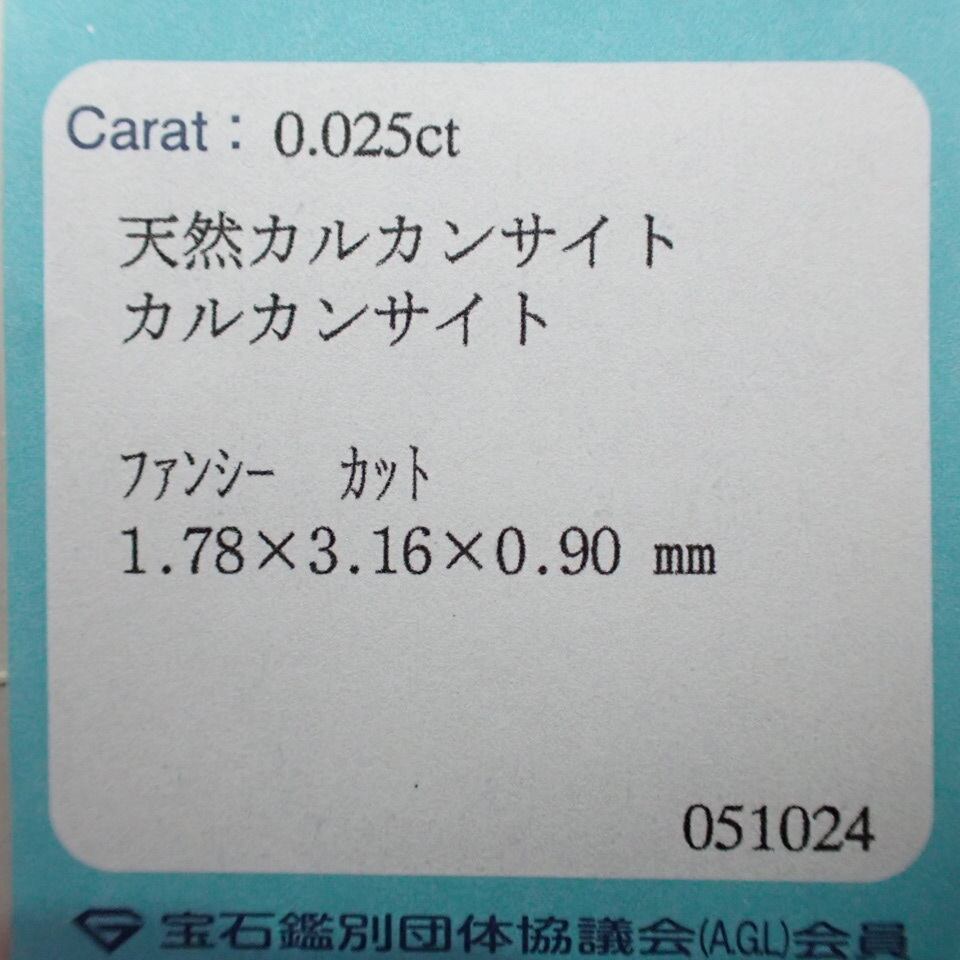 Carat： 0.025ct
天然カルカンサイト
カルカンサイト
ファンシー カット
1.78×3.16×0.90 mm
051024
宝石鑑別団体協議会(A.G.L)会員